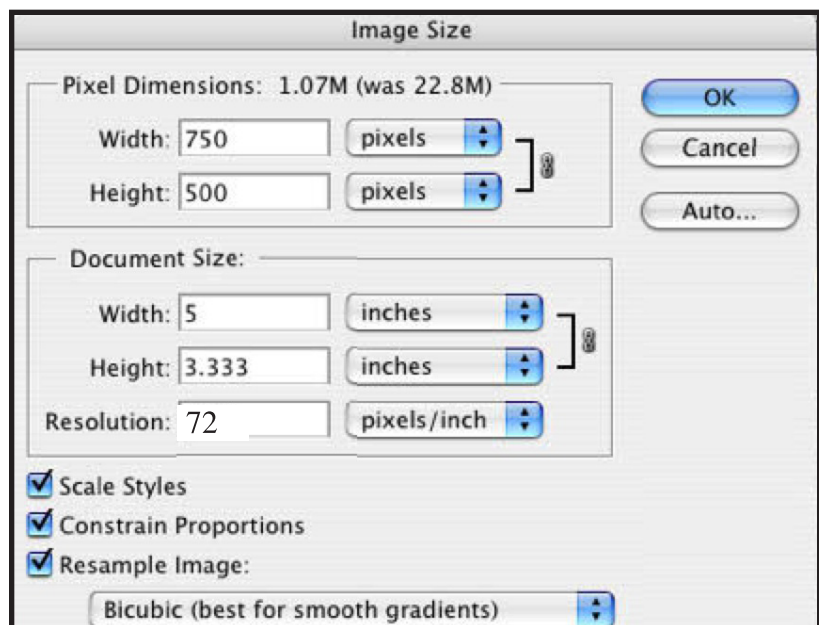 Image Size
Pixel Dimensions: 1.07M (was 22.8M)
OK
Width: 750 pixels
Cancel
Height: 500 pixels
Auto...
Document Size:
Width: 5 inches
Height: 3.333 inches
Resolution: 72 pixels/inch
Scale Styles
Constrain Proportions
Resample Image:
Bicubic (best for smooth gradients)